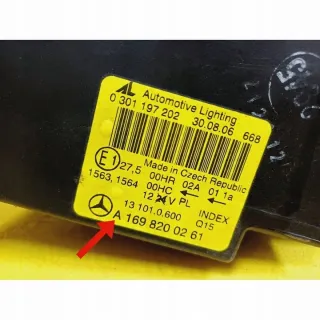 AL Automotive Lighting
0 301 197 202 30.08.06 668
Made in Czech Republic
E1 27,5 00HR 02A 01 1a
1563, 1564 00HC
12 V PL
13 101.0.600 INDEX
Q15
A 169 820 02 61